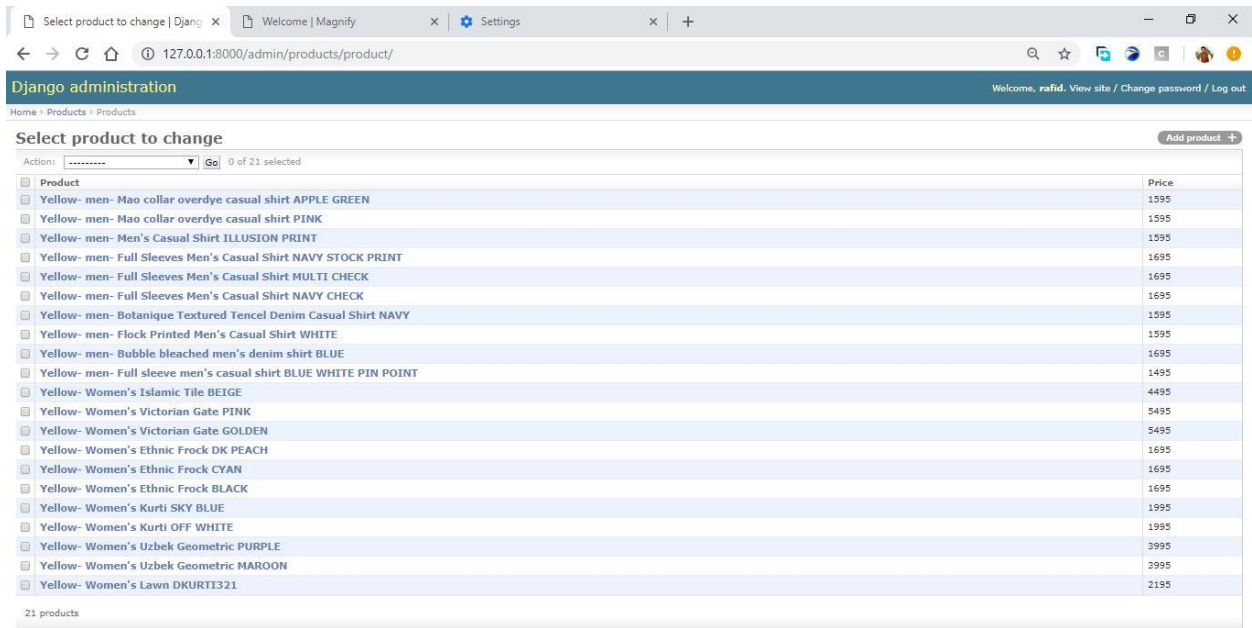 Select product to change | Djang
Welcome | Magnify
Settings
127.0.0.1:8000/admin/products/product/
Django administration
Welcome, rafid. View site / Change password / Log out
Home › Products › Products
Select product to change
Add product +
Action: --------- Go 0 of 21 selected
Product Price
Yellow- men- Mao collar overdye casual shirt APPLE GREEN 1595
Yellow- men- Mao collar overdye casual shirt PINK 1595
Yellow- men- Men's Casual Shirt ILLUSION PRINT 1595
Yellow- men- Full Sleeves Men's Casual Shirt NAVY STOCK PRINT 1695
Yellow- men- Full Sleeves Men's Casual Shirt MULTI CHECK 1695
Yellow- men- Full Sleeves Men's Casual Shirt NAVY CHECK 1695
Yellow- men- Botanique Textured Tencel Denim Casual Shirt NAVY 1595
Yellow- men- Flock Printed Men's Casual Shirt WHITE 1595
Yellow- men- Bubble bleached men's denim shirt BLUE 1695
Yellow- men- Full sleeve men's casual shirt BLUE WHITE PIN POINT 1495
Yellow- Women's Islamic Tile BEIGE 4495
Yellow- Women's Victorian Gate PINK 5495
Yellow- Women's Victorian Gate GOLDEN 5495
Yellow- Women's Ethnic Frock DK PEACH 1695
Yellow- Women's Ethnic Frock CYAN 1695
Yellow- Women's Ethnic Frock BLACK 1695
Yellow- Women's Kurti SKY BLUE 1995
Yellow- Women's Kurti OFF WHITE 1995
Yellow- Women's Uzbek Geometric PURPLE 3995
Yellow- Women's Uzbek Geometric MAROON 3995
Yellow- Women's Lawn DKURTI321 2195
21 products